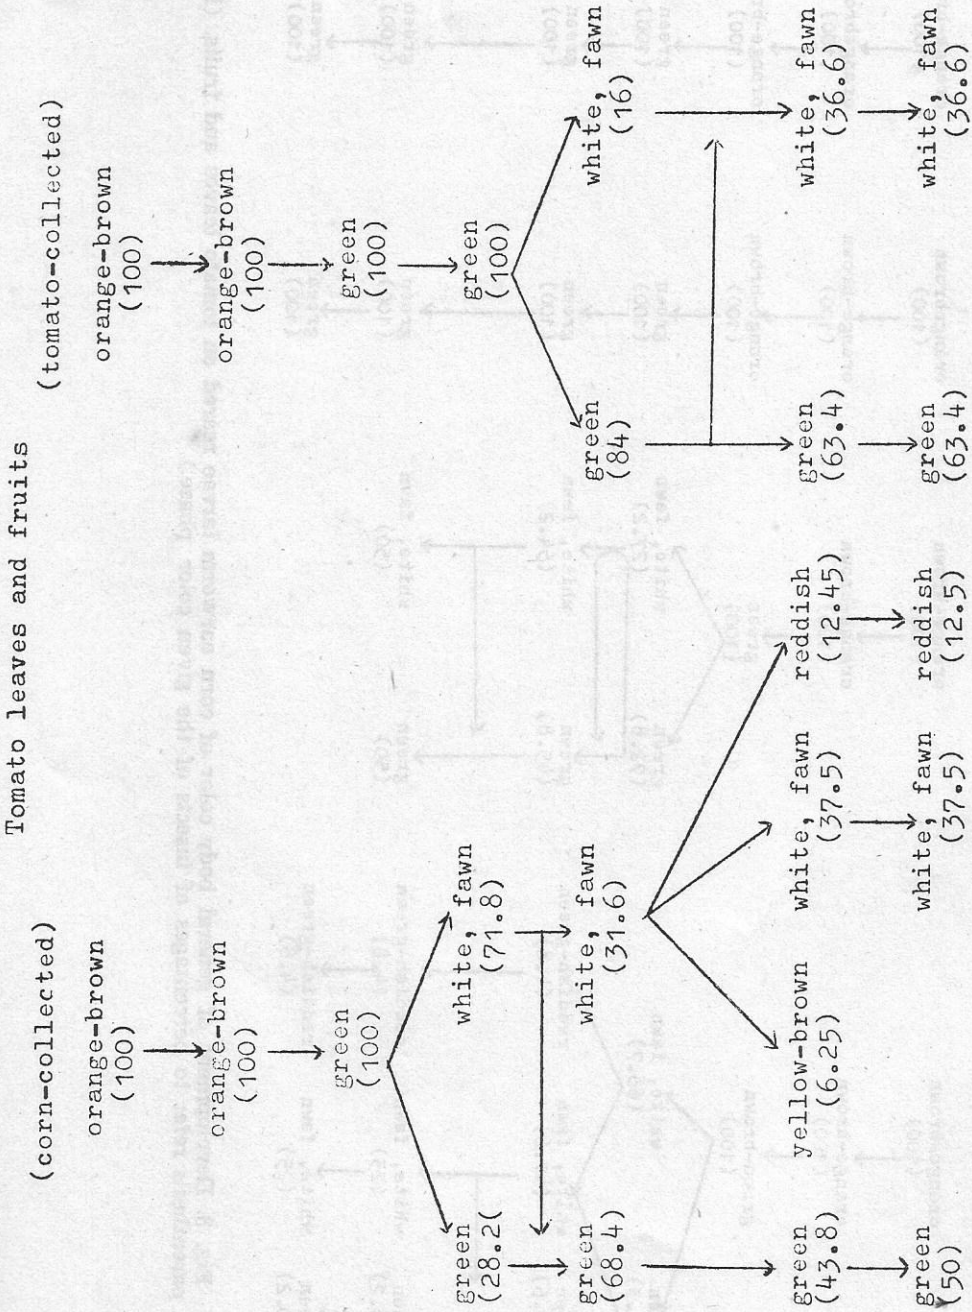 Tomato leaves and fruits
(corn-collected)
orange-brown
(100)
orange-brown
(100)
green
(100)
green
(28.2(
white, fawn
(71.8)
green
(68.4)
white, fawn
(31.6)
green
(43.8)
yellow-brown
(6.25)
white, fawn
(37.5)
reddish
(12.45)
green
(50)
white, fawn
(37.5)
reddish
(12.5)
(tomato-collected)
orange-brown
(100)
orange-brown
(100)
green
(100)
green
(100)
green
(84)
white, fawn
(16)
green
(63.4)
white, fawn
(36.6)
green
(63.4)
white, fawn
(36.6)